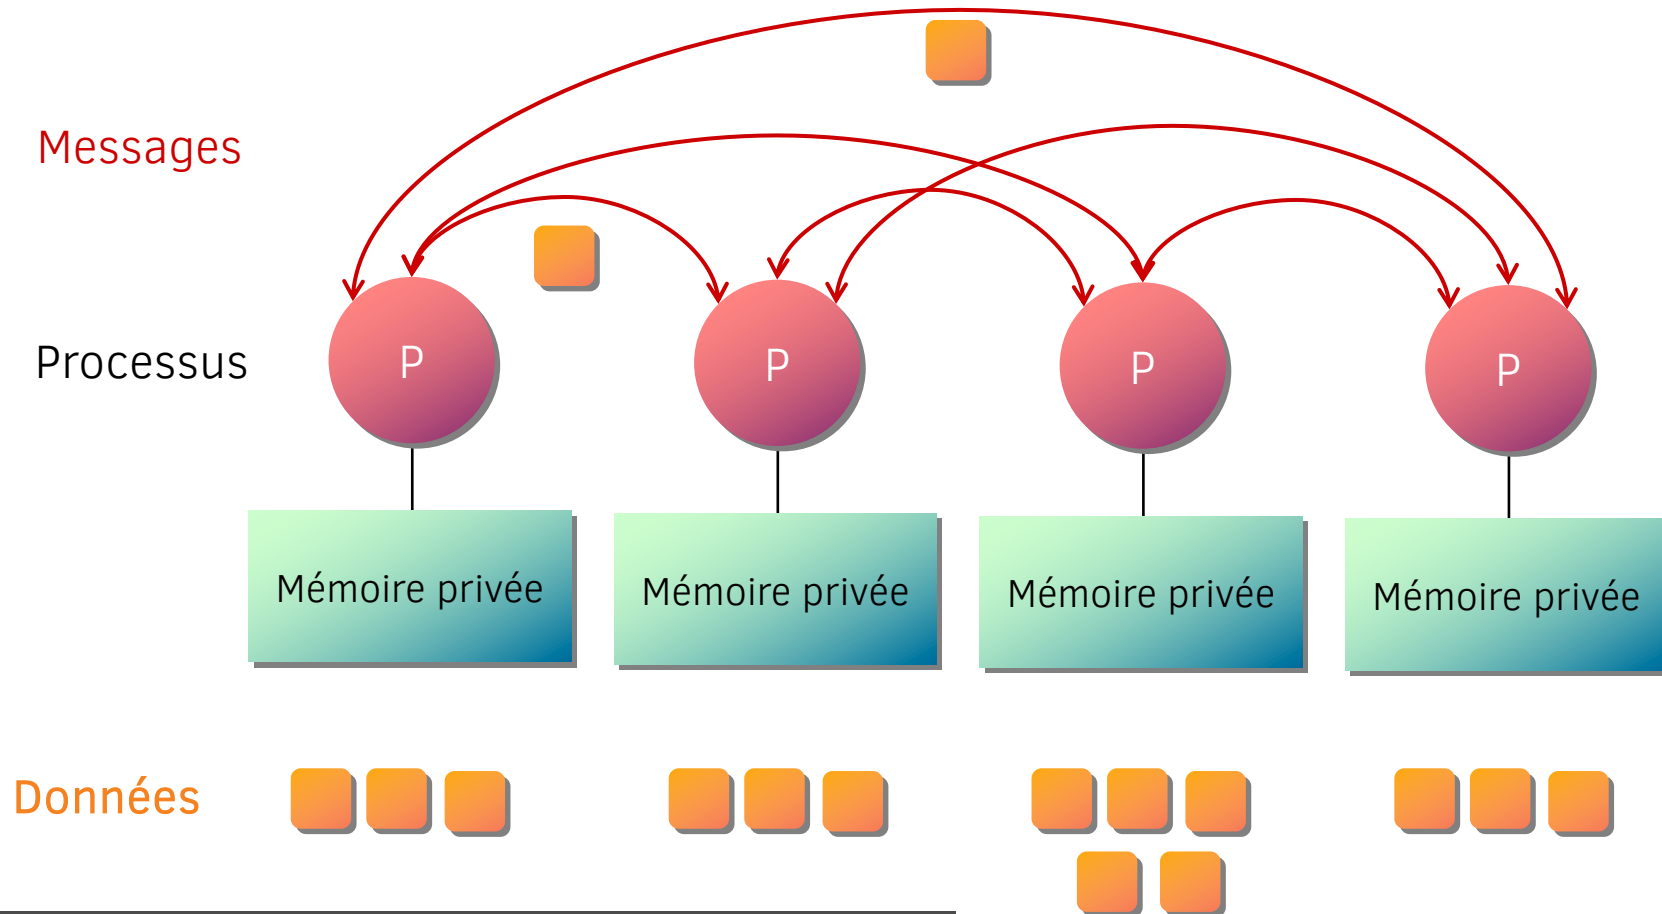 Messages
Processus
P
P
P
P
Mémoire privée
Mémoire privée
Mémoire privée
Mémoire privée
Données